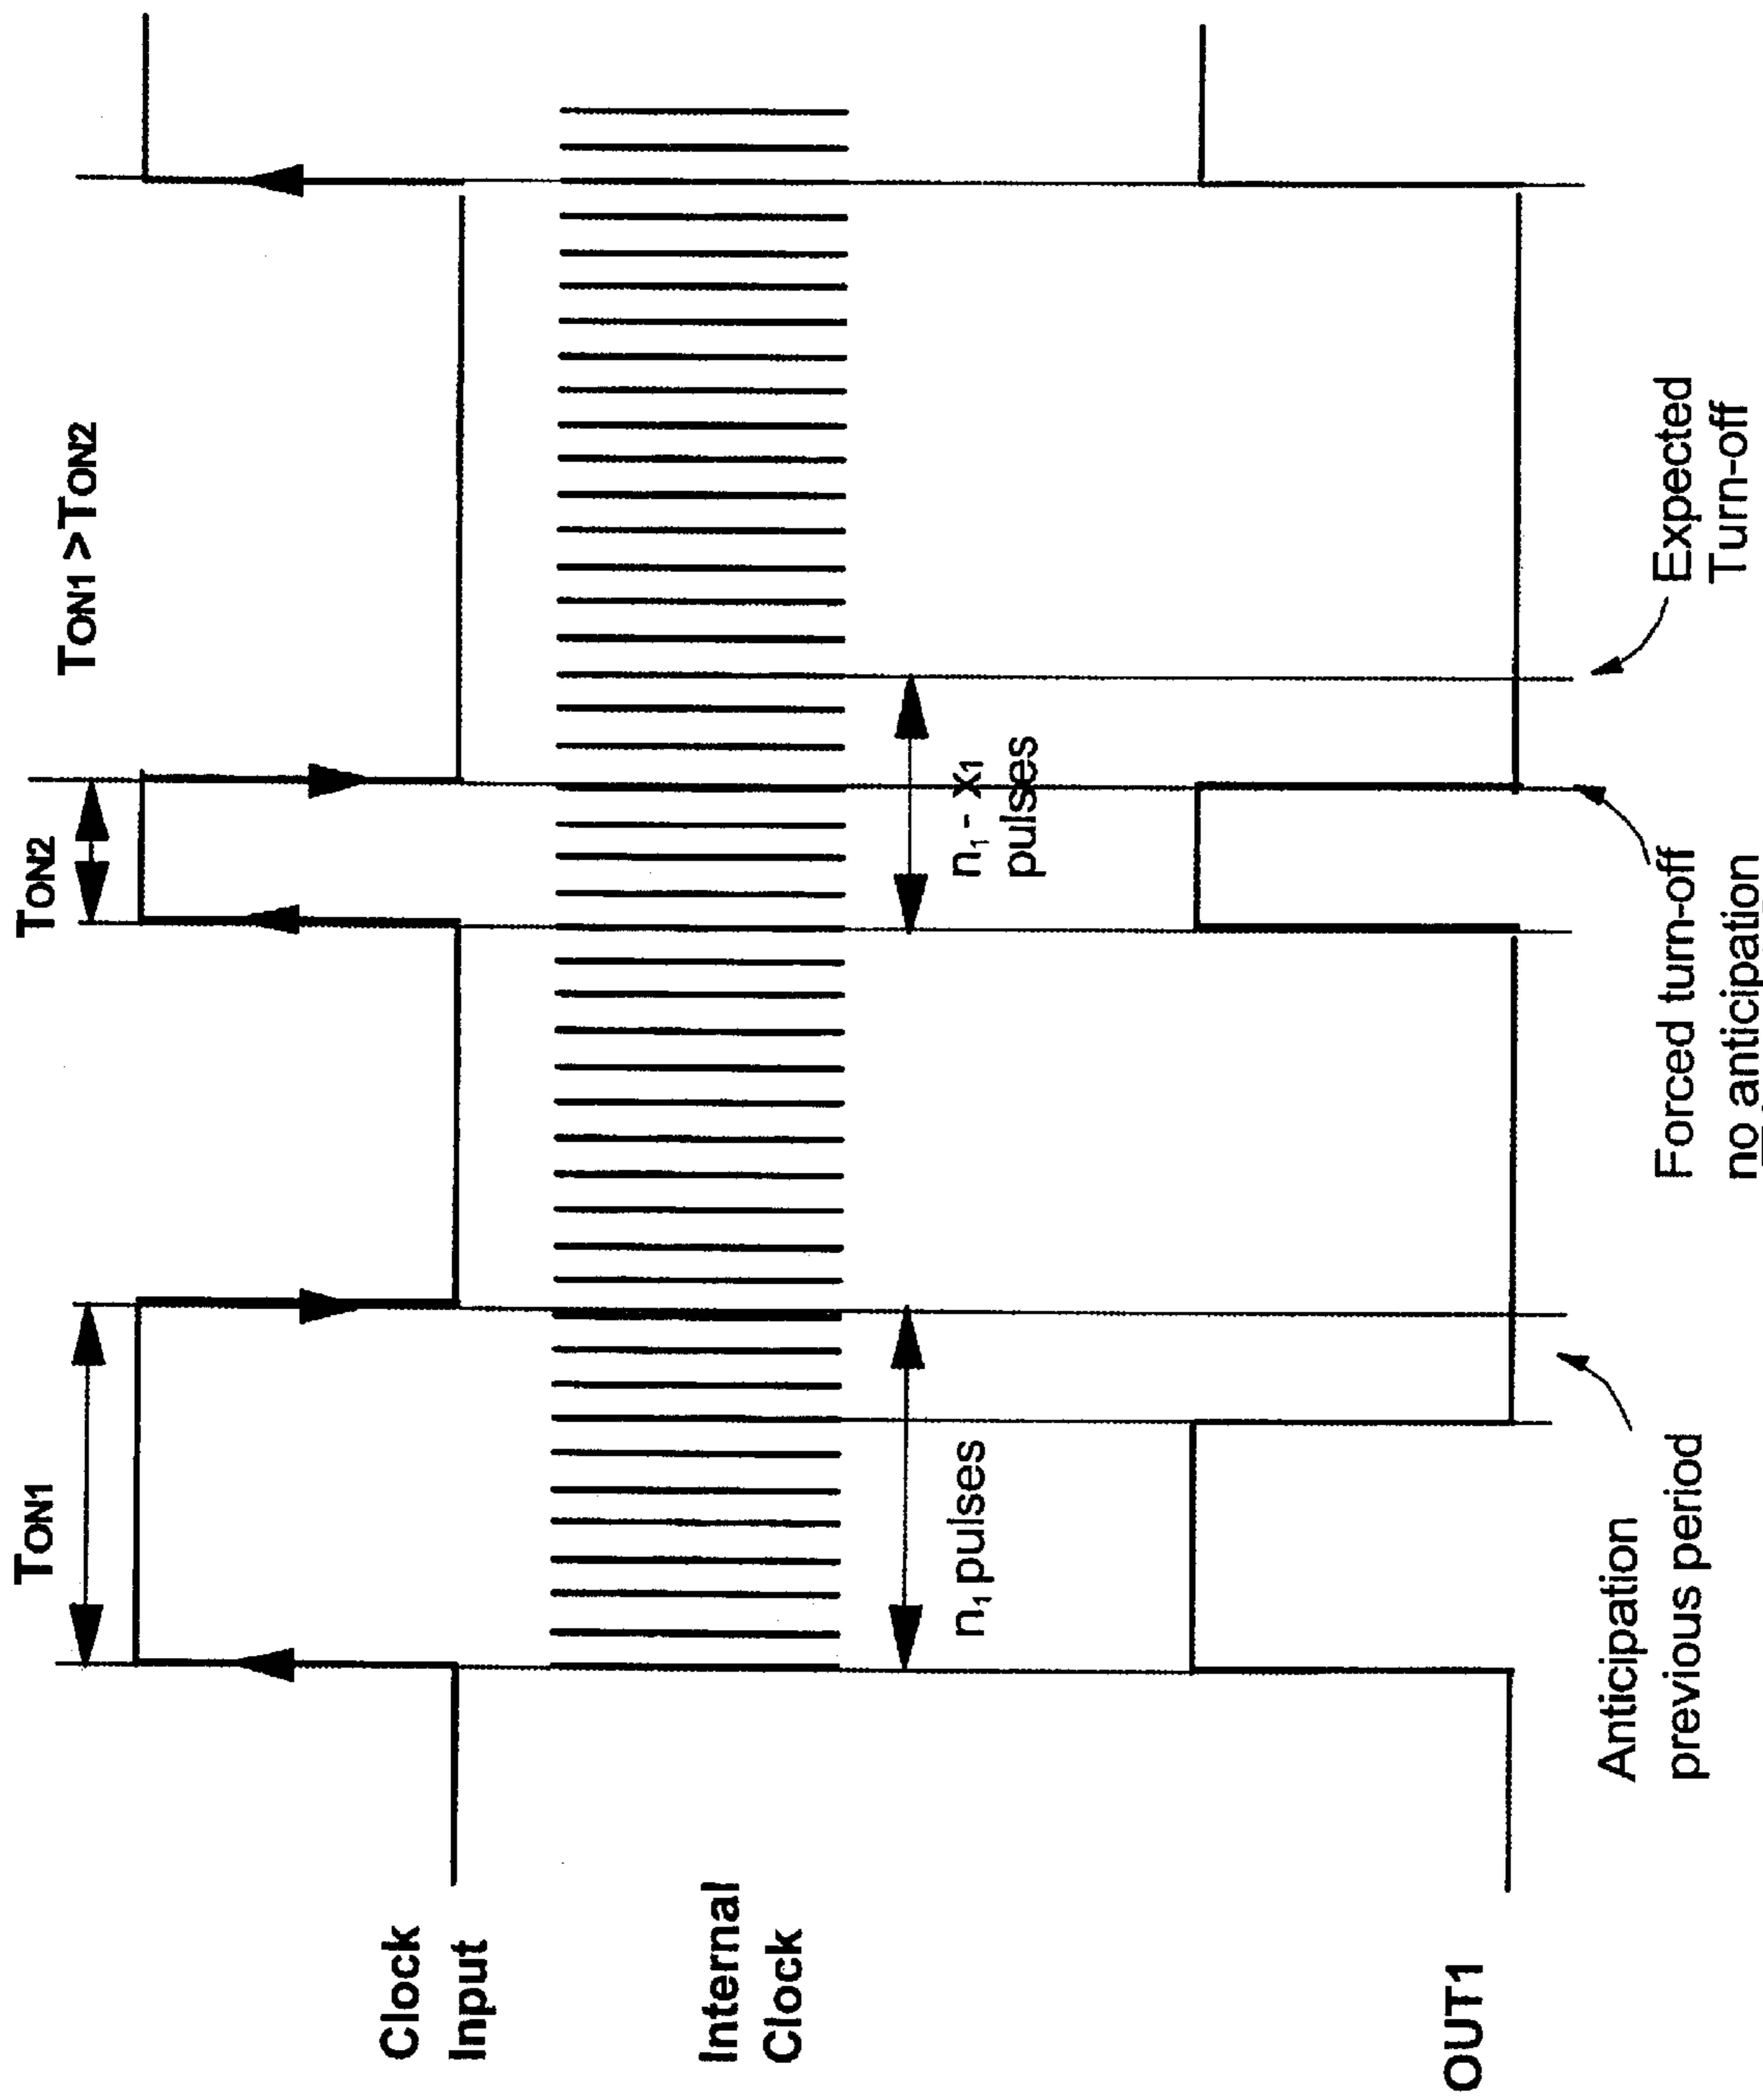 TON1
TON2
TON1 > TON2
Clock
Input
Internal
Clock
n1 pulses
n1 - x1
pulses
OUT1
Anticipation
previous period
Forced turn-off
no anticipation
Expected
Turn-off